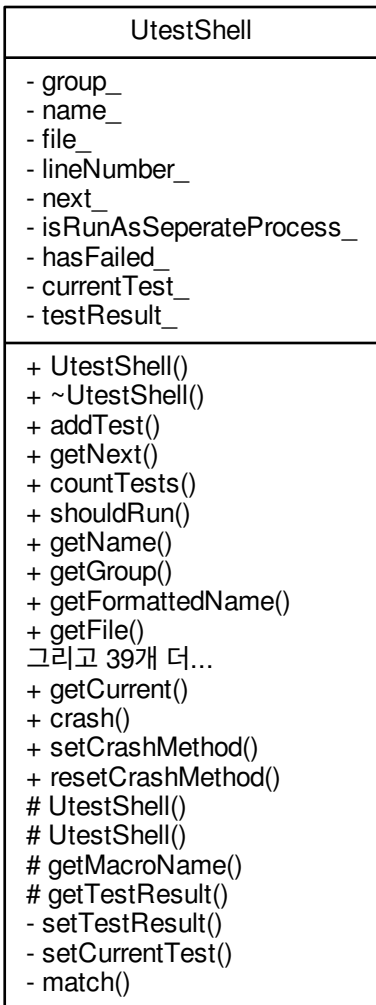 UtestShell
- group_
- name_
- file_
- lineNumber_
- next_
- isRunAsSeperateProcess_
- hasFailed_
- currentTest_
- testResult_
+ UtestShell()
+ ~UtestShell()
+ addTest()
+ getNext()
+ countTests()
+ shouldRun()
+ getName()
+ getGroup()
+ getFormattedName()
+ getFile()
그리고 39개 더...
+ getCurrent()
+ crash()
+ setCrashMethod()
+ resetCrashMethod()
# UtestShell()
# UtestShell()
# getMacroName()
# getTestResult()
- setTestResult()
- setCurrentTest()
- match()